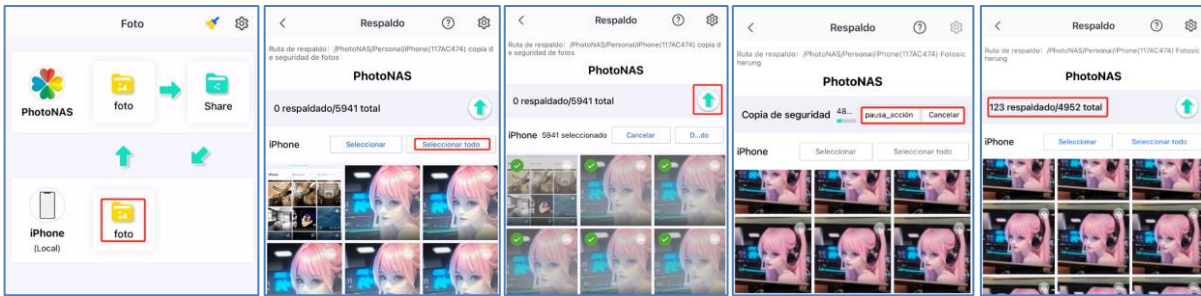 Foto
PhotoNAS
foto
Share
iPhone
(Local)
foto
Respaldo
Ruta de respaldo: /PhotoNAS/Personal/iPhone(117AC474) copia d
e seguridad de fotos
PhotoNAS
0 respaldado/5941 total
iPhone
Seleccionar
Seleccionar todo
Respaldo
Ruta de respaldo: /PhotoNAS/Personal/iPhone(117AC474) copia d
e seguridad de fotos
PhotoNAS
0 respaldado/5941 total
iPhone 5941 seleccionado
Cancelar
D...do
Respaldo
Ruta de respaldo: /PhotoNAS/Personal/iPhone(117AC474) Fotosic
herung
PhotoNAS
Copia de seguridad
48...
pausa_acción
Cancelar
iPhone
Seleccionar
Seleccionar todo
Respaldo
Ruta de respaldo: /PhotoNAS/Personal/iPhone(117AC474) Fotosic
herung
PhotoNAS
123 respaldado/4952 total
iPhone
Seleccionar
Seleccionar todo